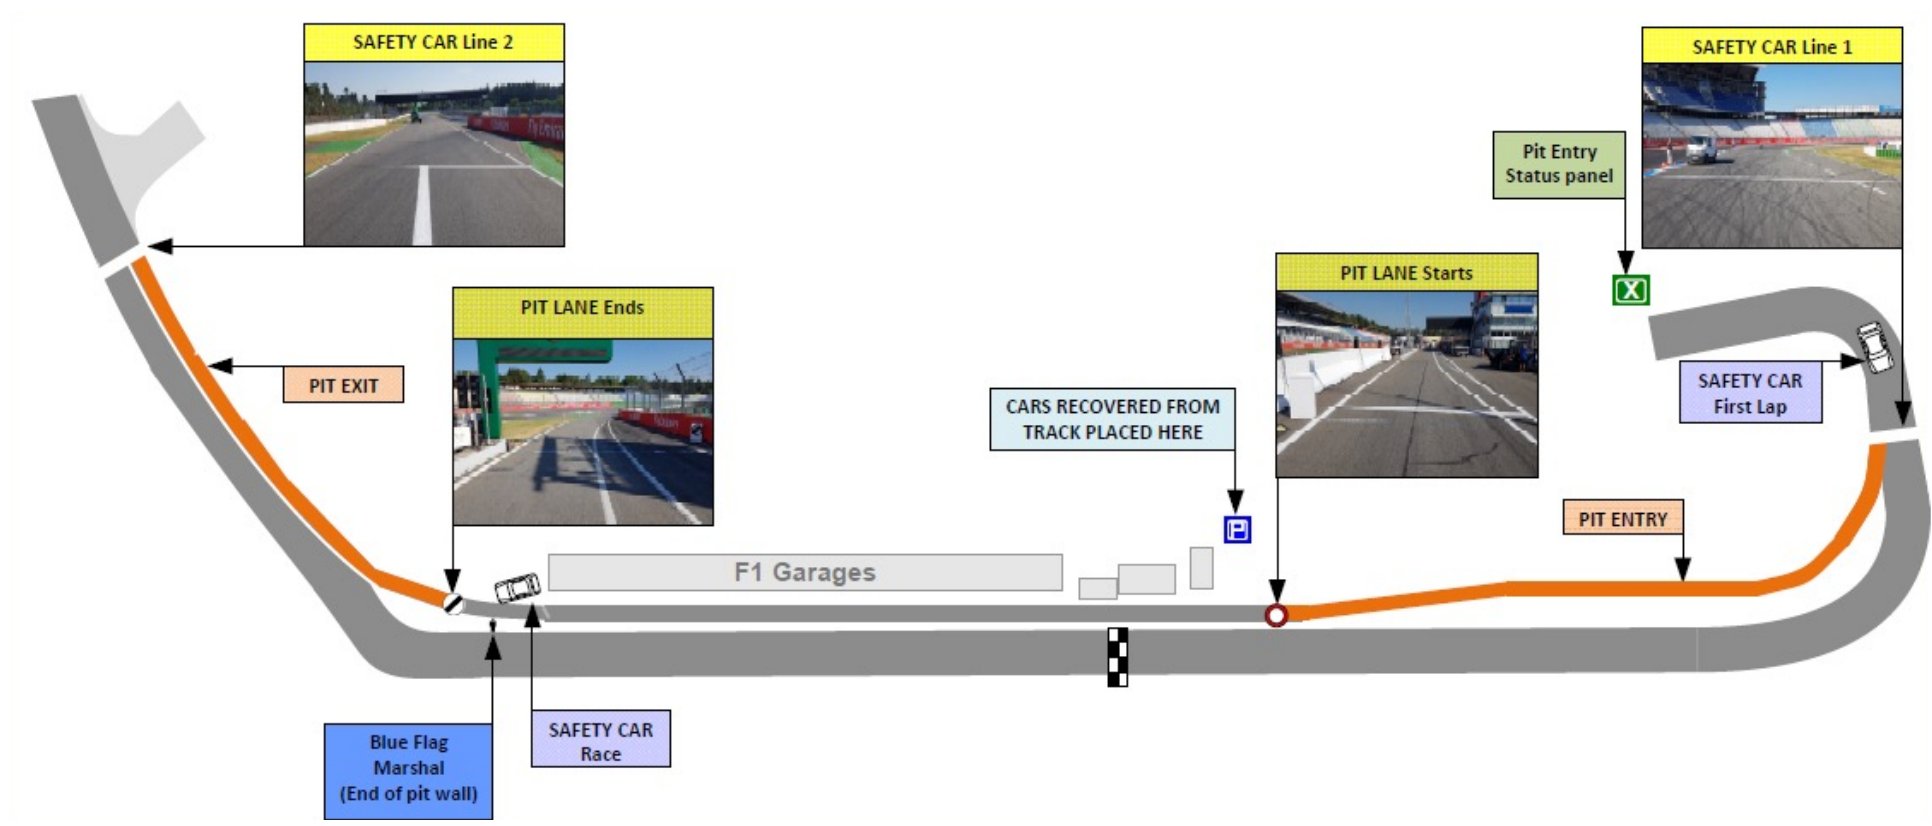 SAFETY CAR Line 2
SAFETY CAR Line 1
Pit Entry
Status panel
PIT LANE Starts
PIT LANE Ends
X
SAFETY CAR
First Lap
PIT EXIT
CARS RECOVERED FROM
TRACK PLACED HERE
P
PIT ENTRY
F1 Garages
SAFETY CAR
Race
Blue Flag
Marshal
(End of pit wall)